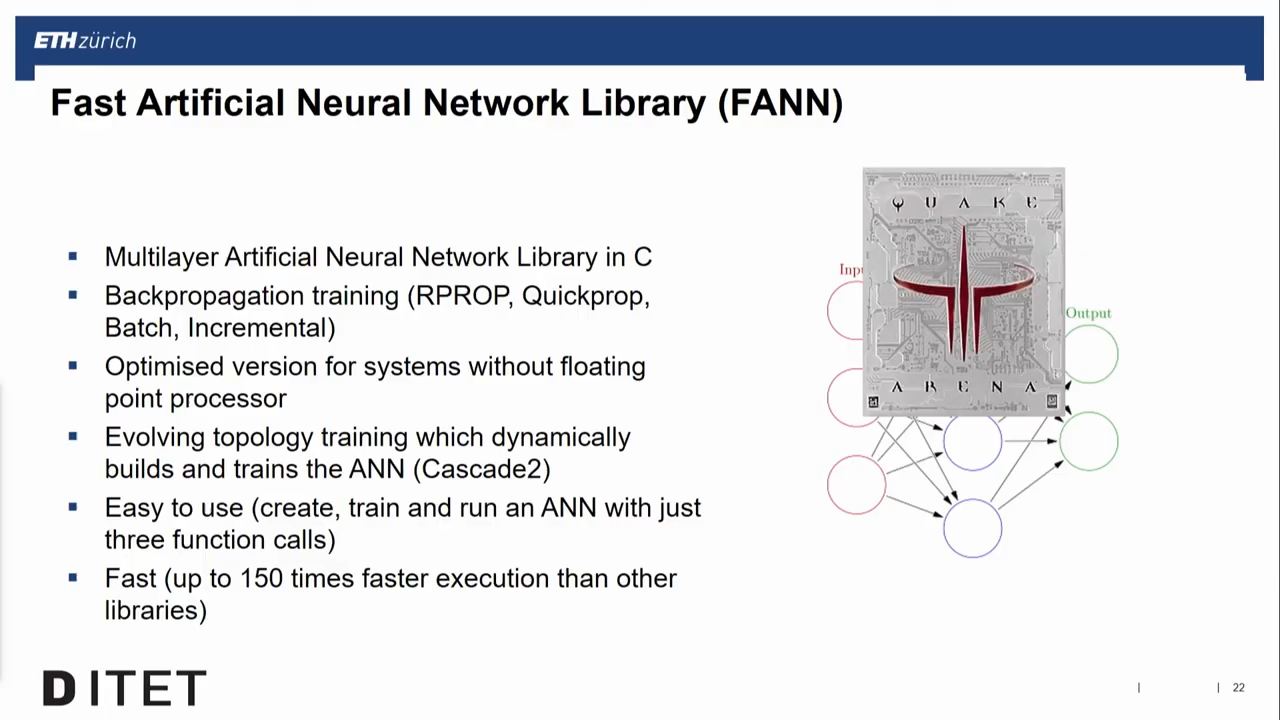 ETH zürich
Fast Artificial Neural Network Library (FANN)
QUAKE
Inpu
Output
ARENA
▪ Multilayer Artificial Neural Network Library in C
▪ Backpropagation training (RPROP, Quickprop,
Batch, Incremental)
▪ Optimised version for systems without floating
point processor
▪ Evolving topology training which dynamically
builds and trains the ANN (Cascade2)
▪ Easy to use (create, train and run an ANN with just
three function calls)
▪ Fast (up to 150 times faster execution than other
libraries)
D ITET
| | 22